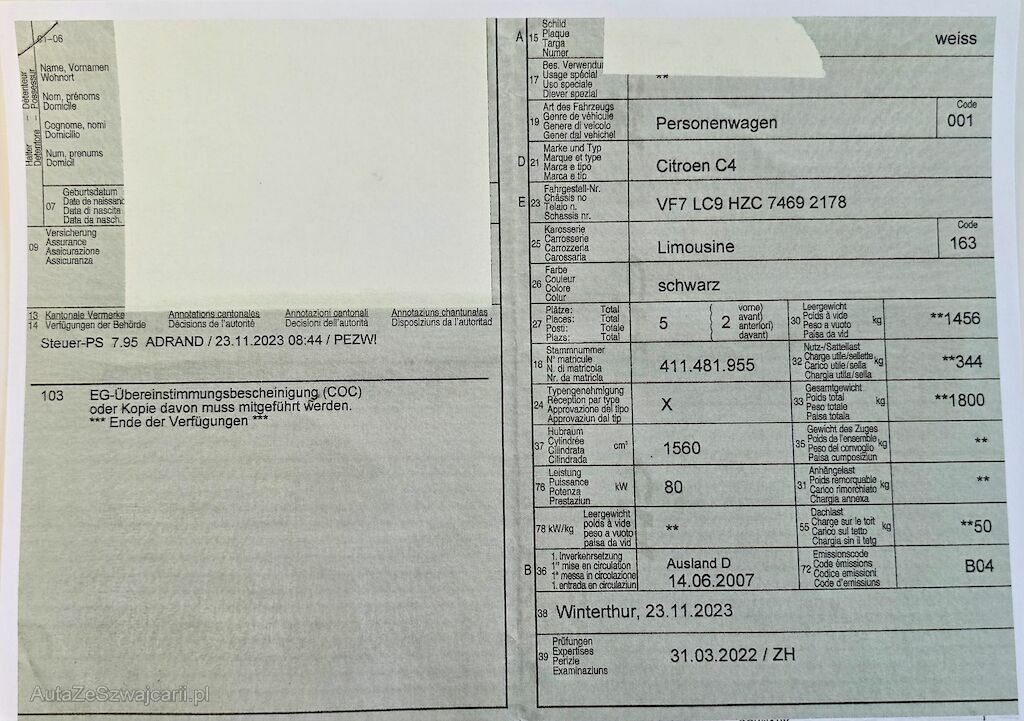 01-06
Détenteur
Possessur
Halter
Detentore
Name, Vornamen
Wohnort
Nom, prénoms
Domicile
Cognome, nomi
Domicilio
Num, prenums
Domicil
07 Geburtsdatum
Date de naissanc
Data di nascita
Data da nasch.
09 Versicherung
Assurance
Assicurazione
Assicuranza
13 Kantonale Vermerke Annotations cantonales Annotazioni cantonali Annotaziuns chantunalas
14 Verfügungen der Behörde Décisions de l'autorité Decisioni dell'autorità Disposiziuns da l'autoritad
Steuer-PS 7.95 ADRAND / 23.11.2023 08:44 / PEZW!
103 EG-Übereinstimmungsbescheinigung (COC)
oder Kopie davon muss mitgeführt werden.
*** Ende der Verfügungen ***
A 15 Schild
Plaque
Targa
Numer
weiss
17 Bes. Verwendun
Usage spécial
Uso speciale
Diever spezial
**
19 Art des Fahrzeugs
Genre de véhicule
Genere di veicolo
Gener dal vehichel
Personenwagen
Code
001
D 21 Marke und Typ
Marque et type
Marca e tipo
Marca e tip
Citroen C4
E 23 Fahrgestell-Nr.
Châssis no
Telaio n.
Schassis nr.
VF7 LC9 HZC 7469 2178
25 Karosserie
Carrosserie
Carrozzeria
Carossaria
Limousine
Code
163
26 Farbe
Couleur
Colore
Colur
schwarz
27 Plätze: Total
Places: Total
Posti: Totale
Plazs: Total
5 ( 2 vorne)
avant)
anteriori)
davant)
30 Leergewicht
Poids à vide
Peso a vuoto
Paisa da vid
kg **1456
18 Stammnummer
N° matricule
N. di matricola
Nr. da matricla
411.481.955
32 Nutz-/Sattellast
Charge utile/sellette
Carico utile/sella
Chargia utila/sella
kg **344
24 Typengenehmigung
Réception par type
Approvazione del tipo
Approvaziun dal tip
X
33 Gesamtgewicht
Poids total
Peso totale
Paisa totala
kg **1800
37 Hubraum
Cylindrée
Cilindrata
Cilindrada
cm³ 1560
35 Gewicht des Zuges
Poids de l'ensemble
Peso del convoglio
Paisa cumposiziun
kg **
76 Leistung
Puissance
Potenza
Prestaziun
kW 80
31 Anhängelast
Poids remorquable
Carico rimorchiato
Chargia annexa
kg **
78 kW/kg Leergewicht
poids à vide
peso a vuoto
paisa da vid
**
55 Dachlast
Charge sur le toit
Carico sul tetto
Chargia sin il tetg
kg **50
B 36 1. Inverkehrsetzung
1re mise en circulation
1a messa in circolazione
1. entrada en circulaziun
Ausland D
14.06.2007
72 Emissionscode
Code émissions
Codice emissioni
Code d'emissiuns
B04
38 Winterthur, 23.11.2023
39 Prüfungen
Expertises
Perizie
Examinaziuns
31.03.2022 / ZH
AutaZeSzwajcarii.pl